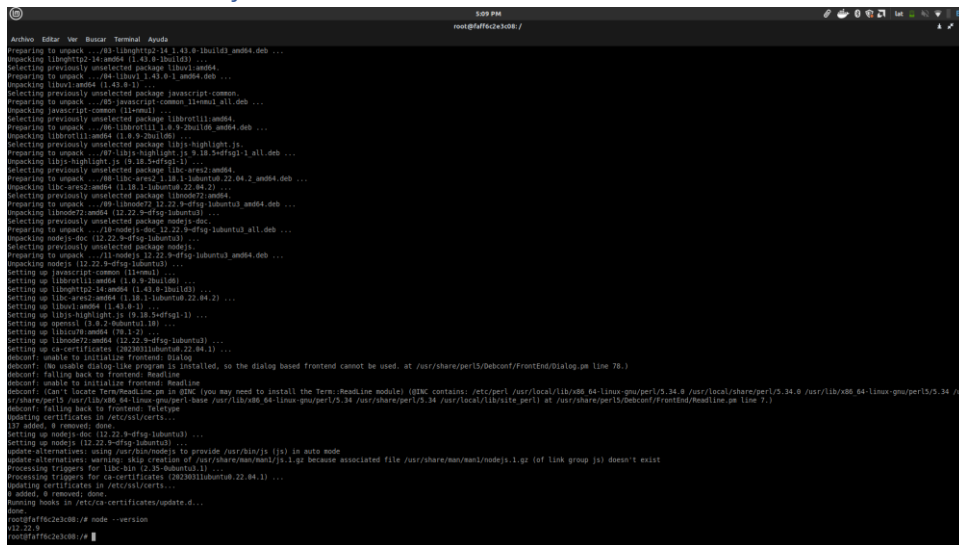 5:09 PM
lat
root@faff6c2e3c08: /
Archivo Editar Ver Buscar Terminal Ayuda
Preparing to unpack .../03-libnghttp2-14_1.43.0-1build3_amd64.deb ...
Unpacking libnghttp2-14:amd64 (1.43.0-1build3) ...
Selecting previously unselected package libuv1:amd64.
Preparing to unpack .../04-libuv1_1.43.0-1_amd64.deb ...
Unpacking libuv1:amd64 (1.43.0-1) ...
Selecting previously unselected package javascript-common.
Preparing to unpack .../05-javascript-common_11+nmu1_all.deb ...
Unpacking javascript-common (11+nmu1) ...
Selecting previously unselected package libbrotli1:amd64.
Preparing to unpack .../06-libbrotli1_1.0.9-2build6_amd64.deb ...
Unpacking libbrotli1:amd64 (1.0.9-2build6) ...
Selecting previously unselected package libjs-highlight.js.
Preparing to unpack .../07-libjs-highlight.js_9.18.5+dfsg1-1_all.deb ...
Unpacking libjs-highlight.js (9.18.5+dfsg1-1) ...
Selecting previously unselected package libc-ares2:amd64.
Preparing to unpack .../08-libc-ares2_1.18.1-1ubuntu0.22.04.2_amd64.deb ...
Unpacking libc-ares2:amd64 (1.18.1-1ubuntu0.22.04.2) ...
Selecting previously unselected package libnode72:amd64.
Preparing to unpack .../09-libnode72_12.22.9~dfsg-1ubuntu3_amd64.deb ...
Unpacking libnode72:amd64 (12.22.9~dfsg-1ubuntu3) ...
Selecting previously unselected package nodejs-doc.
Preparing to unpack .../10-nodejs-doc_12.22.9~dfsg-1ubuntu3_all.deb ...
Unpacking nodejs-doc (12.22.9~dfsg-1ubuntu3) ...
Selecting previously unselected package nodejs.
Preparing to unpack .../11-nodejs_12.22.9~dfsg-1ubuntu3_amd64.deb ...
Unpacking nodejs (12.22.9~dfsg-1ubuntu3) ...
Setting up javascript-common (11+nmu1) ...
Setting up libbrotli1:amd64 (1.0.9-2build6) ...
Setting up libnghttp2-14:amd64 (1.43.0-1build3) ...
Setting up libc-ares2:amd64 (1.18.1-1ubuntu0.22.04.2) ...
Setting up libuv1:amd64 (1.43.0-1) ...
Setting up libjs-highlight.js (9.18.5+dfsg1-1) ...
Setting up openssl (3.0.2-0ubuntu1.10) ...
Setting up libicu70:amd64 (70.1-2) ...
Setting up libnode72:amd64 (12.22.9~dfsg-1ubuntu3) ...
Setting up ca-certificates (20230311ubuntu0.22.04.1) ...
debconf: unable to initialize frontend: Dialog
debconf: (No usable dialog-like program is installed, so the dialog based frontend cannot be used. at /usr/share/perl5/Debconf/FrontEnd/Dialog.pm line 78.)
debconf: falling back to frontend: Readline
debconf: unable to initialize frontend: Readline
debconf: (Can't locate Term/ReadLine.pm in @INC (you may need to install the Term::ReadLine module) (@INC contains: /etc/perl /usr/local/lib/x86_64-linux-gnu/perl/5.34.0 /usr/local/share/perl/5.34.0 /usr/lib/x86_64-linux-gnu/perl5/5.34 /u
sr/share/perl5 /usr/lib/x86_64-linux-gnu/perl-base /usr/lib/x86_64-linux-gnu/perl/5.34 /usr/share/perl/5.34 /usr/local/lib/site_perl) at /usr/share/perl5/Debconf/FrontEnd/Readline.pm line 7.)
debconf: falling back to frontend: Teletype
Updating certificates in /etc/ssl/certs...
137 added, 0 removed; done.
Setting up nodejs-doc (12.22.9~dfsg-1ubuntu3) ...
Setting up nodejs (12.22.9~dfsg-1ubuntu3) ...
update-alternatives: using /usr/bin/nodejs to provide /usr/bin/js (js) in auto mode
update-alternatives: warning: skip creation of /usr/share/man/man1/js.1.gz because associated file /usr/share/man/man1/nodejs.1.gz (of link group js) doesn't exist
Processing triggers for libc-bin (2.35-0ubuntu3.1) ...
Processing triggers for ca-certificates (20230311ubuntu0.22.04.1) ...
Updating certificates in /etc/ssl/certs...
0 added, 0 removed; done.
Running hooks in /etc/ca-certificates/update.d...
done.
root@faff6c2e3c08:/# node --version
v12.22.9
root@faff6c2e3c08:/#